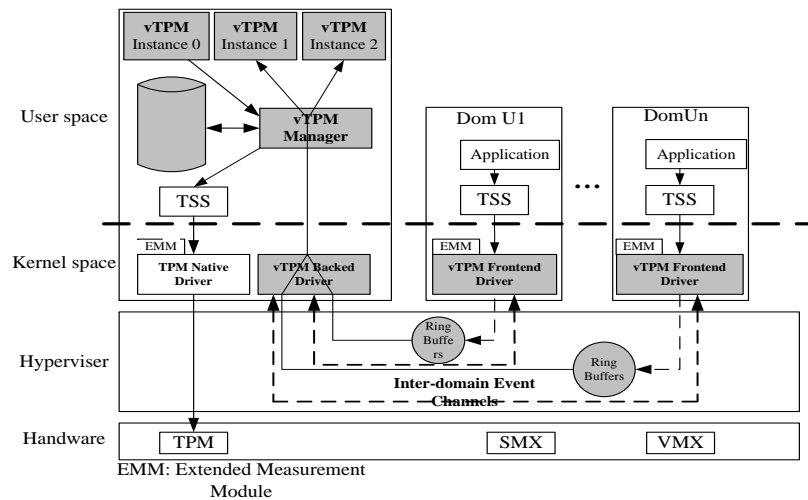 vTPM
Instance 0
vTPM
Instance 1
vTPM
Instance 2
User space
vTPM
Manager
TSS
Dom U1
Application
TSS
...
DomUn
Application
TSS
Kernel space
EMM
TPM Native
Driver
vTPM Backed
Driver
EMM
vTPM Frontend
Driver
EMM
vTPM Frontend
Driver
Hyperviser
Ring
Buffe
rs
Ring
Buffers
Inter-domain Event
Channels
Hardware
TPM
SMX
VMX
EMM: Extended Measurement
Module